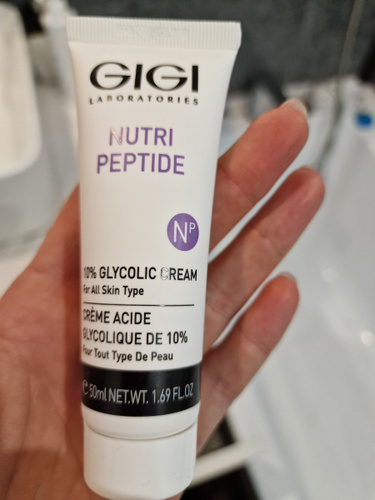 GIGI
LABORATORIES
NUTRI
PEPTIDE
NP
10% GLYCOLIC CREAM
For All Skin Type
CRÈME ACIDE
GLYCOLIQUE DE 10%
Pour Tout Type De Peau
℮ 50ml NET.WT. 1.69 FL.OZ